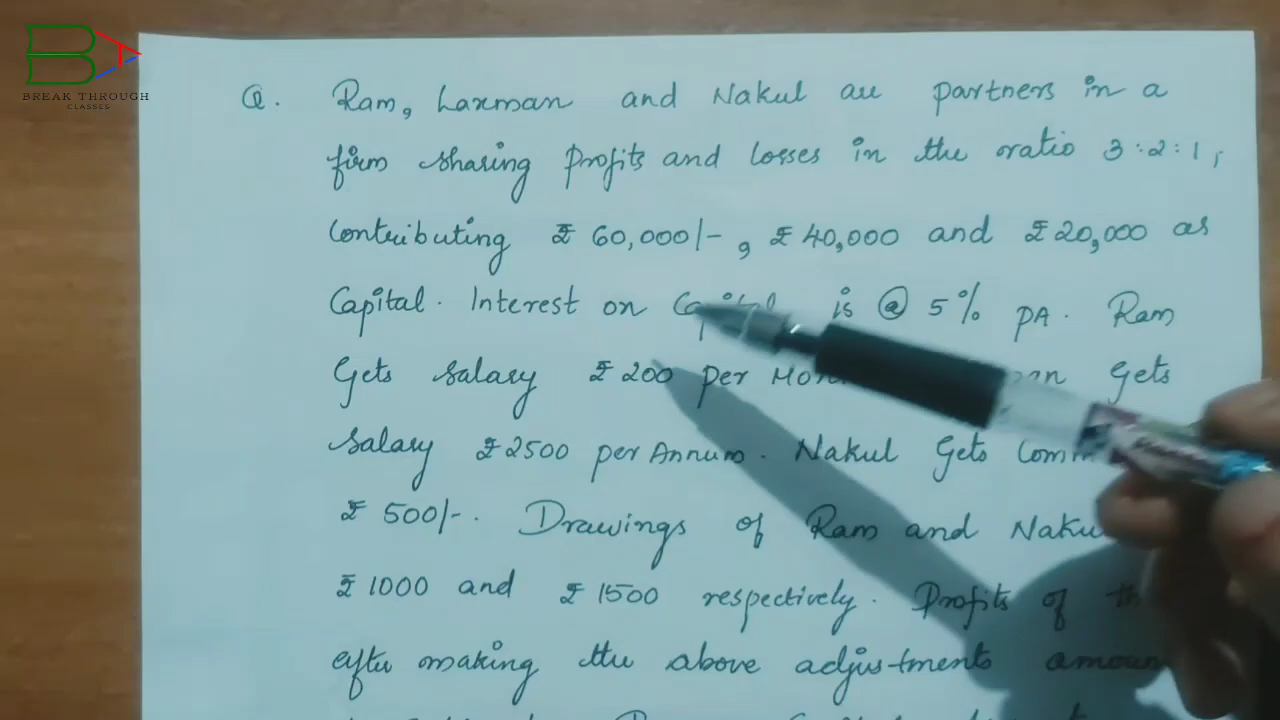 BREAK THROUGH
CLASSES
Q. Ram, Laxman and Nakul are partners in a
firm sharing profits and losses in the ratio 3:2:1,
Contributing ₹ 60,000/-, ₹ 40,000 and ₹ 20,000 as
Capital. Interest on is @ 5% PA. Ram
Gets salary ₹ 200 per Gets
salary ₹ 2500 per Annum. Nakul Gets
₹ 500/-. Drawings of Ram and
₹ 1000 and ₹ 1500 respectively. Profits of
after making the above adjustments